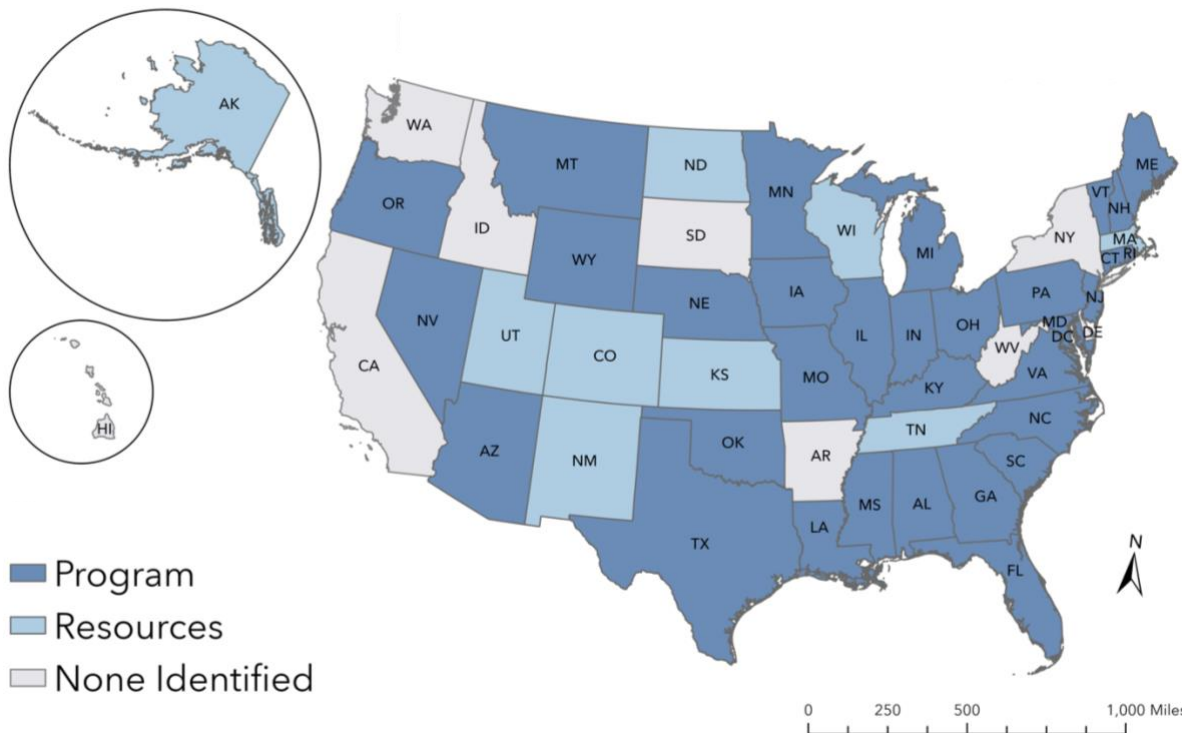 AK
WA
MT
ND
MN
ME
VT
NH
OR
ID
SD
WI
NY
MA
WY
MI
CT
RI
NE
IA
PA
NJ
NV
UT
CO
IL
IN
OH
MD
DC
DE
WV
CA
KS
MO
KY
VA
HI
AZ
NM
OK
TN
NC
AR
SC
MS
AL
GA
TX
LA
FL
N
Program
Resources
None Identified
0 250 500 1,000 Miles